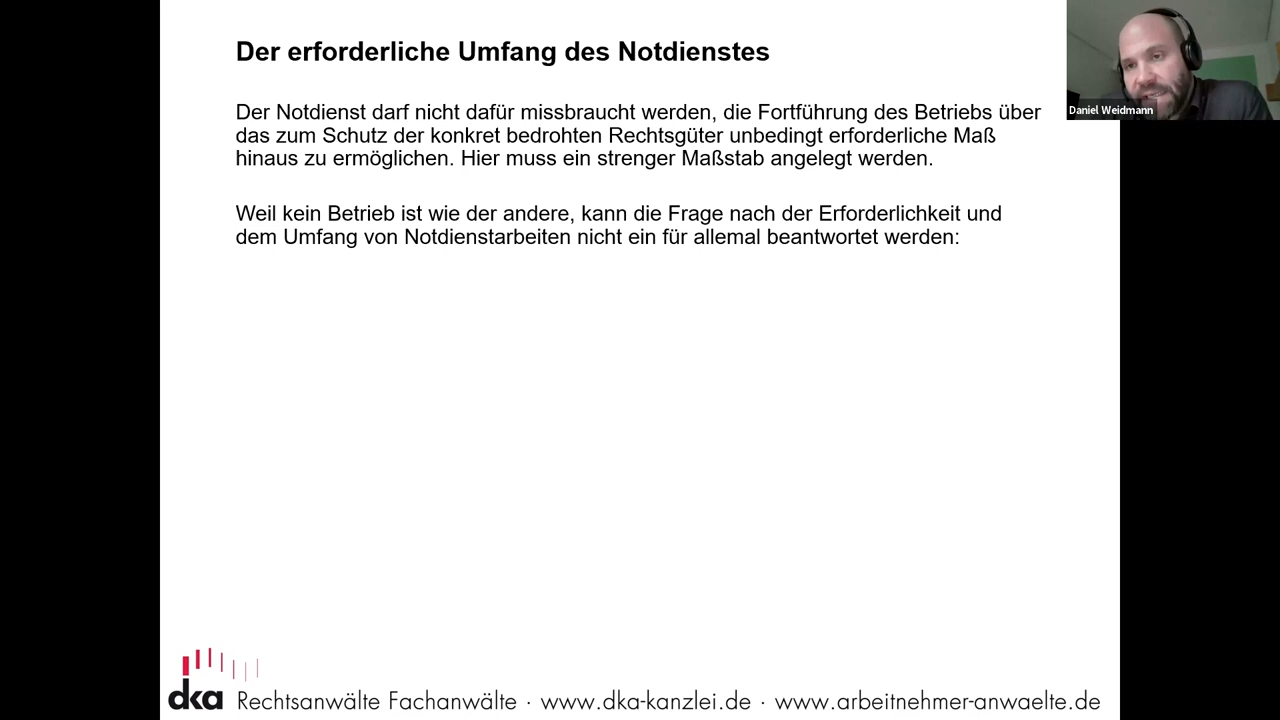 Der erforderliche Umfang des Notdienstes
Daniel Weidmann
Der Notdienst darf nicht dafür missbraucht werden, die Fortführung des Betriebs über
das zum Schutz der konkret bedrohten Rechtsgüter unbedingt erforderliche Maß
hinaus zu ermöglichen. Hier muss ein strenger Maßstab angelegt werden.
Weil kein Betrieb ist wie der andere, kann die Frage nach der Erforderlichkeit und
dem Umfang von Notdienstarbeiten nicht ein für allemal beantwortet werden:
dka Rechtsanwälte Fachanwälte · www.dka-kanzlei.de · www.arbeitnehmer-anwaelte.de